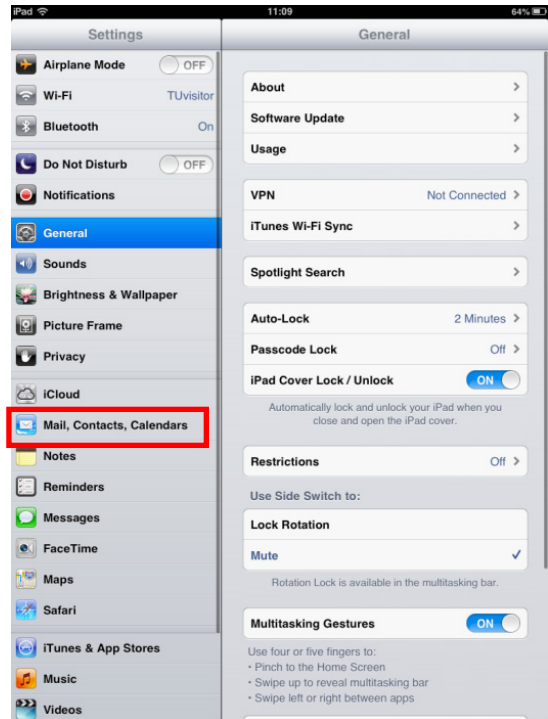 iPad 11:09 64%
Settings
Airplane Mode OFF
Wi-Fi TUvisitor
Bluetooth On
Do Not Disturb OFF
Notifications
General
Sounds
Brightness & Wallpaper
Picture Frame
Privacy
iCloud
Mail, Contacts, Calendars
Notes
Reminders
Messages
FaceTime
Maps
Safari
iTunes & App Stores
Music
Videos
General
About
Software Update
Usage
VPN Not Connected
iTunes Wi-Fi Sync
Spotlight Search
Auto-Lock 2 Minutes
Passcode Lock Off
iPad Cover Lock / Unlock ON
Automatically lock and unlock your iPad when you
close and open the iPad cover.
Restrictions Off
Use Side Switch to:
Lock Rotation
Mute
Rotation Lock is available in the multitasking bar.
Multitasking Gestures ON
Use four or five fingers to:
• Pinch to the Home Screen
• Swipe up to reveal multitasking bar
• Swipe left or right between apps